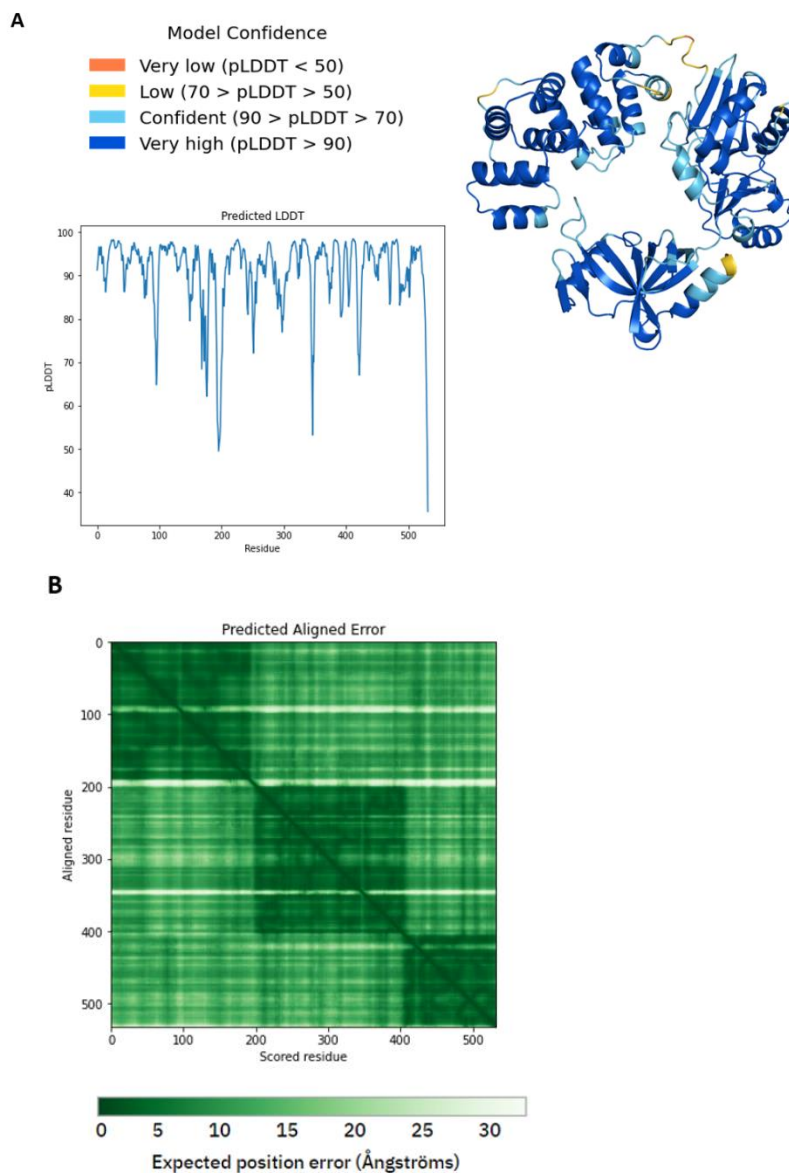 A
Model Confidence
Very low (pLDDT < 50)
Low (70 > pLDDT > 50)
Confident (90 > pLDDT > 70)
Very high (pLDDT > 90)
Predicted LDDT
100
90
80
70
60
50
40
pLDDT
0 100 200 300 400 500
Residue
B
Predicted Aligned Error
0
100
200
300
400
500
Aligned residue
0 100 200 300 400 500
Scored residue
0 5 10 15 20 25 30
Expected position error (Ångströms)